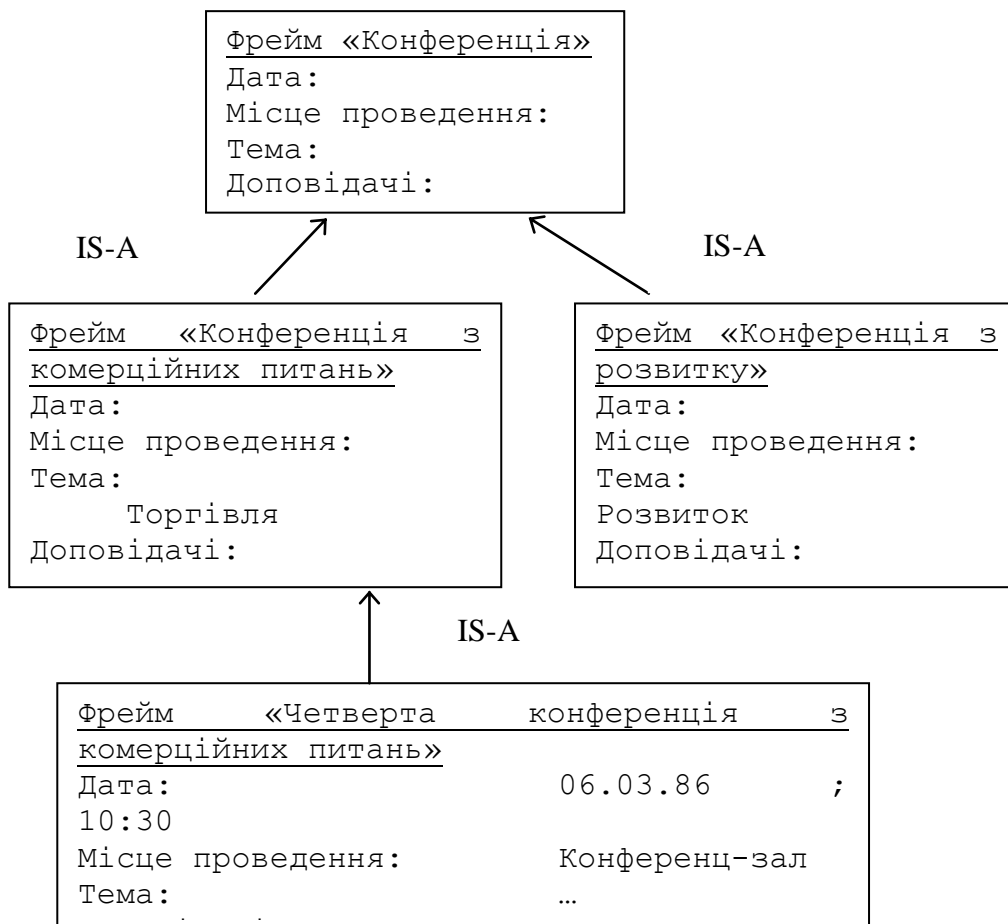 Фрейм «Конференція»
Дата:
Місце проведення:
Тема:
Доповідачі:
IS-A
IS-A
Фрейм «Конференція з
комерційних питань»
Дата:
Місце проведення:
Тема:
Торгівля
Доповідачі:
Фрейм «Конференція з
розвитку»
Дата:
Місце проведення:
Тема:
Розвиток
Доповідачі:
IS-A
Фрейм «Четверта конференція з
комерційних питань»
Дата: 06.03.86 ;
10:30
Місце проведення: Конференц-зал
Тема: …